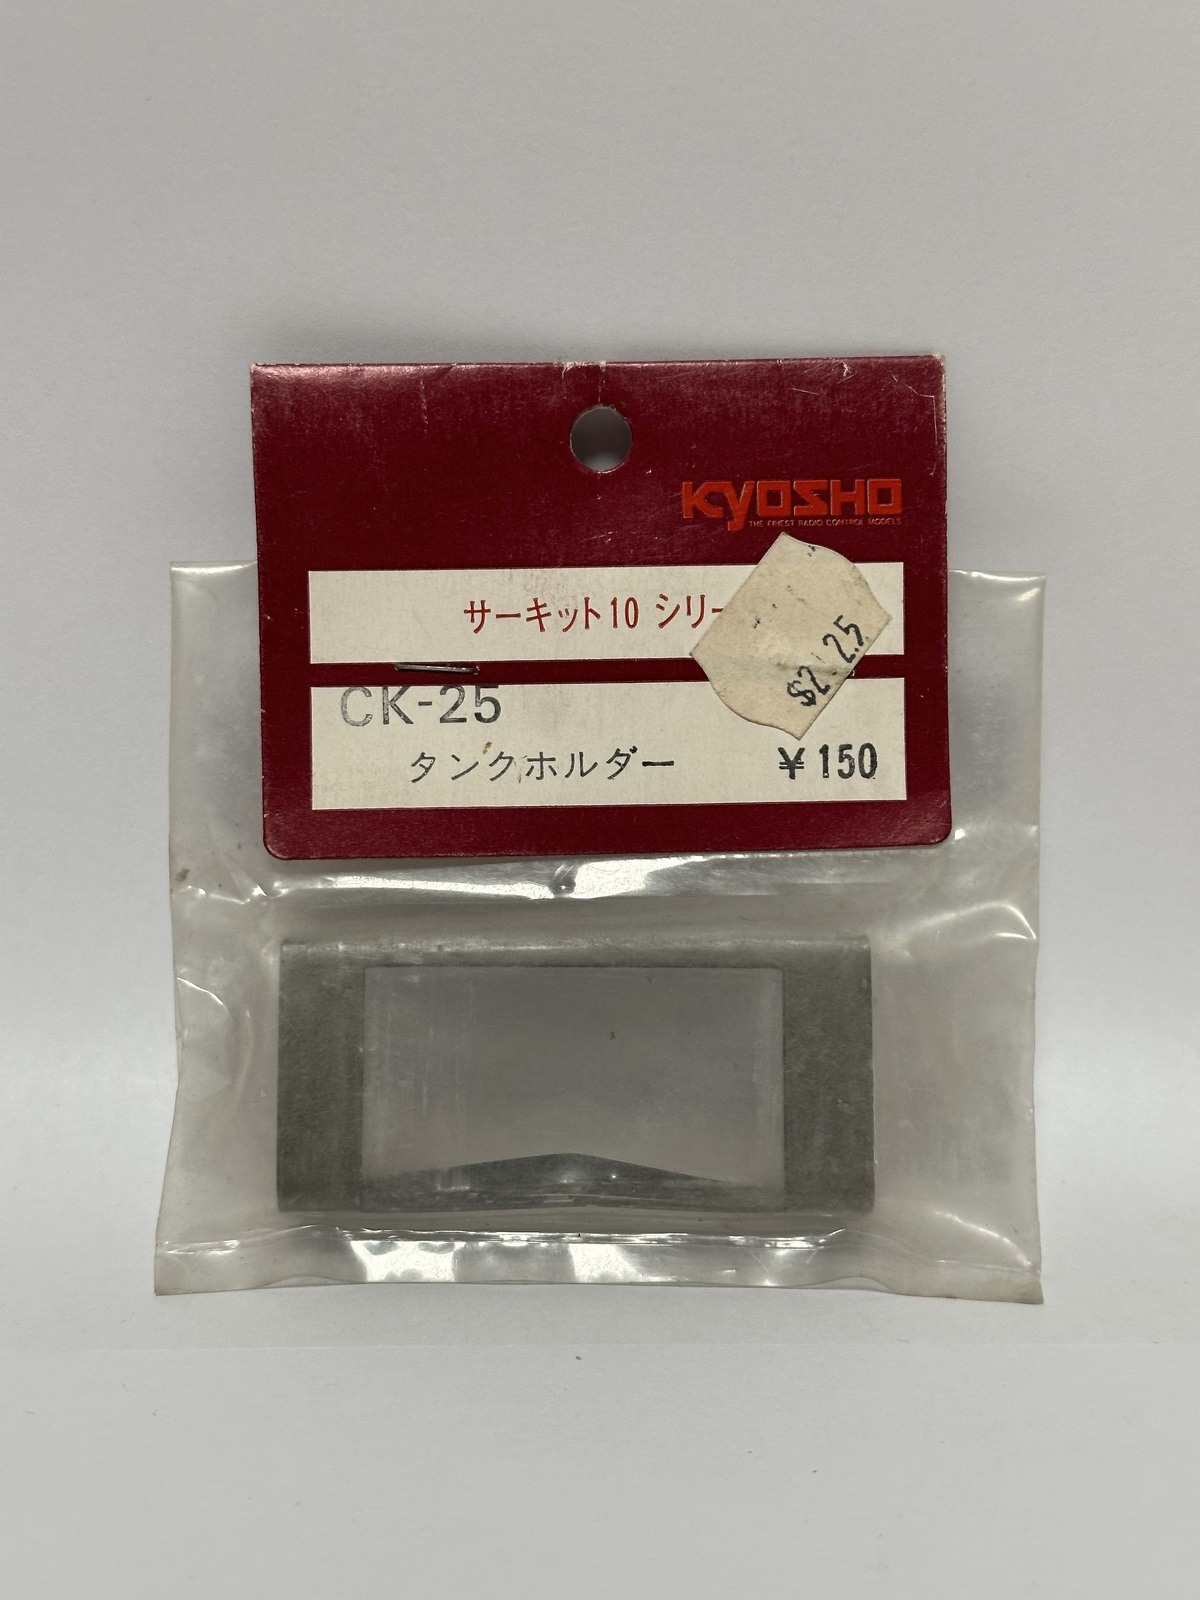 KYOSHO
THE FINEST RADIO CONTROL MODELS
サーキット10 シリー
$2.25
CK-25
タンクホルダー
¥150